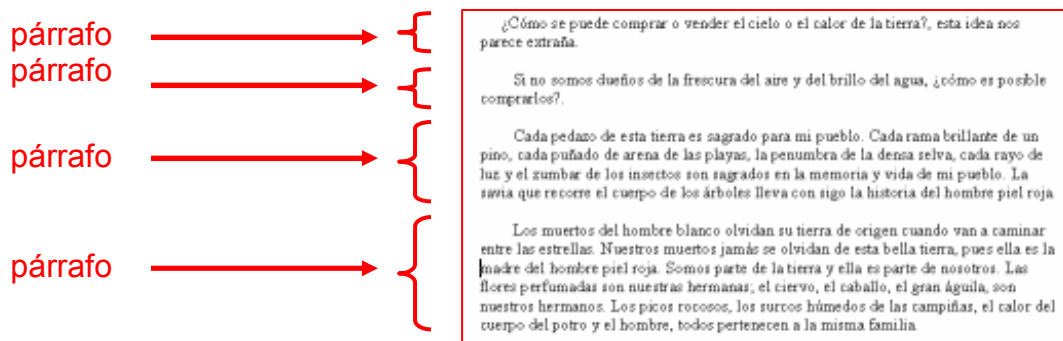 párrafo
párrafo
párrafo
párrafo
¿Cómo se puede comprar o vender el cielo o el calor de la tierra?, esta idea nos
parece extraña.
Si no somos dueños de la frescura del aire y del brillo del agua, ¿cómo es posible
comprarlos?.
Cada pedazo de esta tierra es sagrado para mi pueblo. Cada rama brillante de un
pino, cada puñado de arena de las playas, la penumbra de la densa selva, cada rayo de
luz y el zumbar de los insectos son sagrados en la memoria y vida de mi pueblo. La
savia que recorre el cuerpo de los árboles lleva con sigo la historia del hombre piel roja
Los muertos del hombre blanco olvidan su tierra de origen cuando van a caminar
entre las estrellas. Nuestros muertos jamás se olvidan de esta bella tierra, pues ella es la
madre del hombre piel roja. Somos parte de la tierra y ella es parte de nosotros. Las
flores perfumadas son nuestras hermanas; el ciervo, el caballo, el gran águila, son
nuestros hermanos. Los picos rocosos, los surcos húmedos de las campiñas, el calor del
cuerpo del potro y el hombre, todos pertenecen a la misma familia.